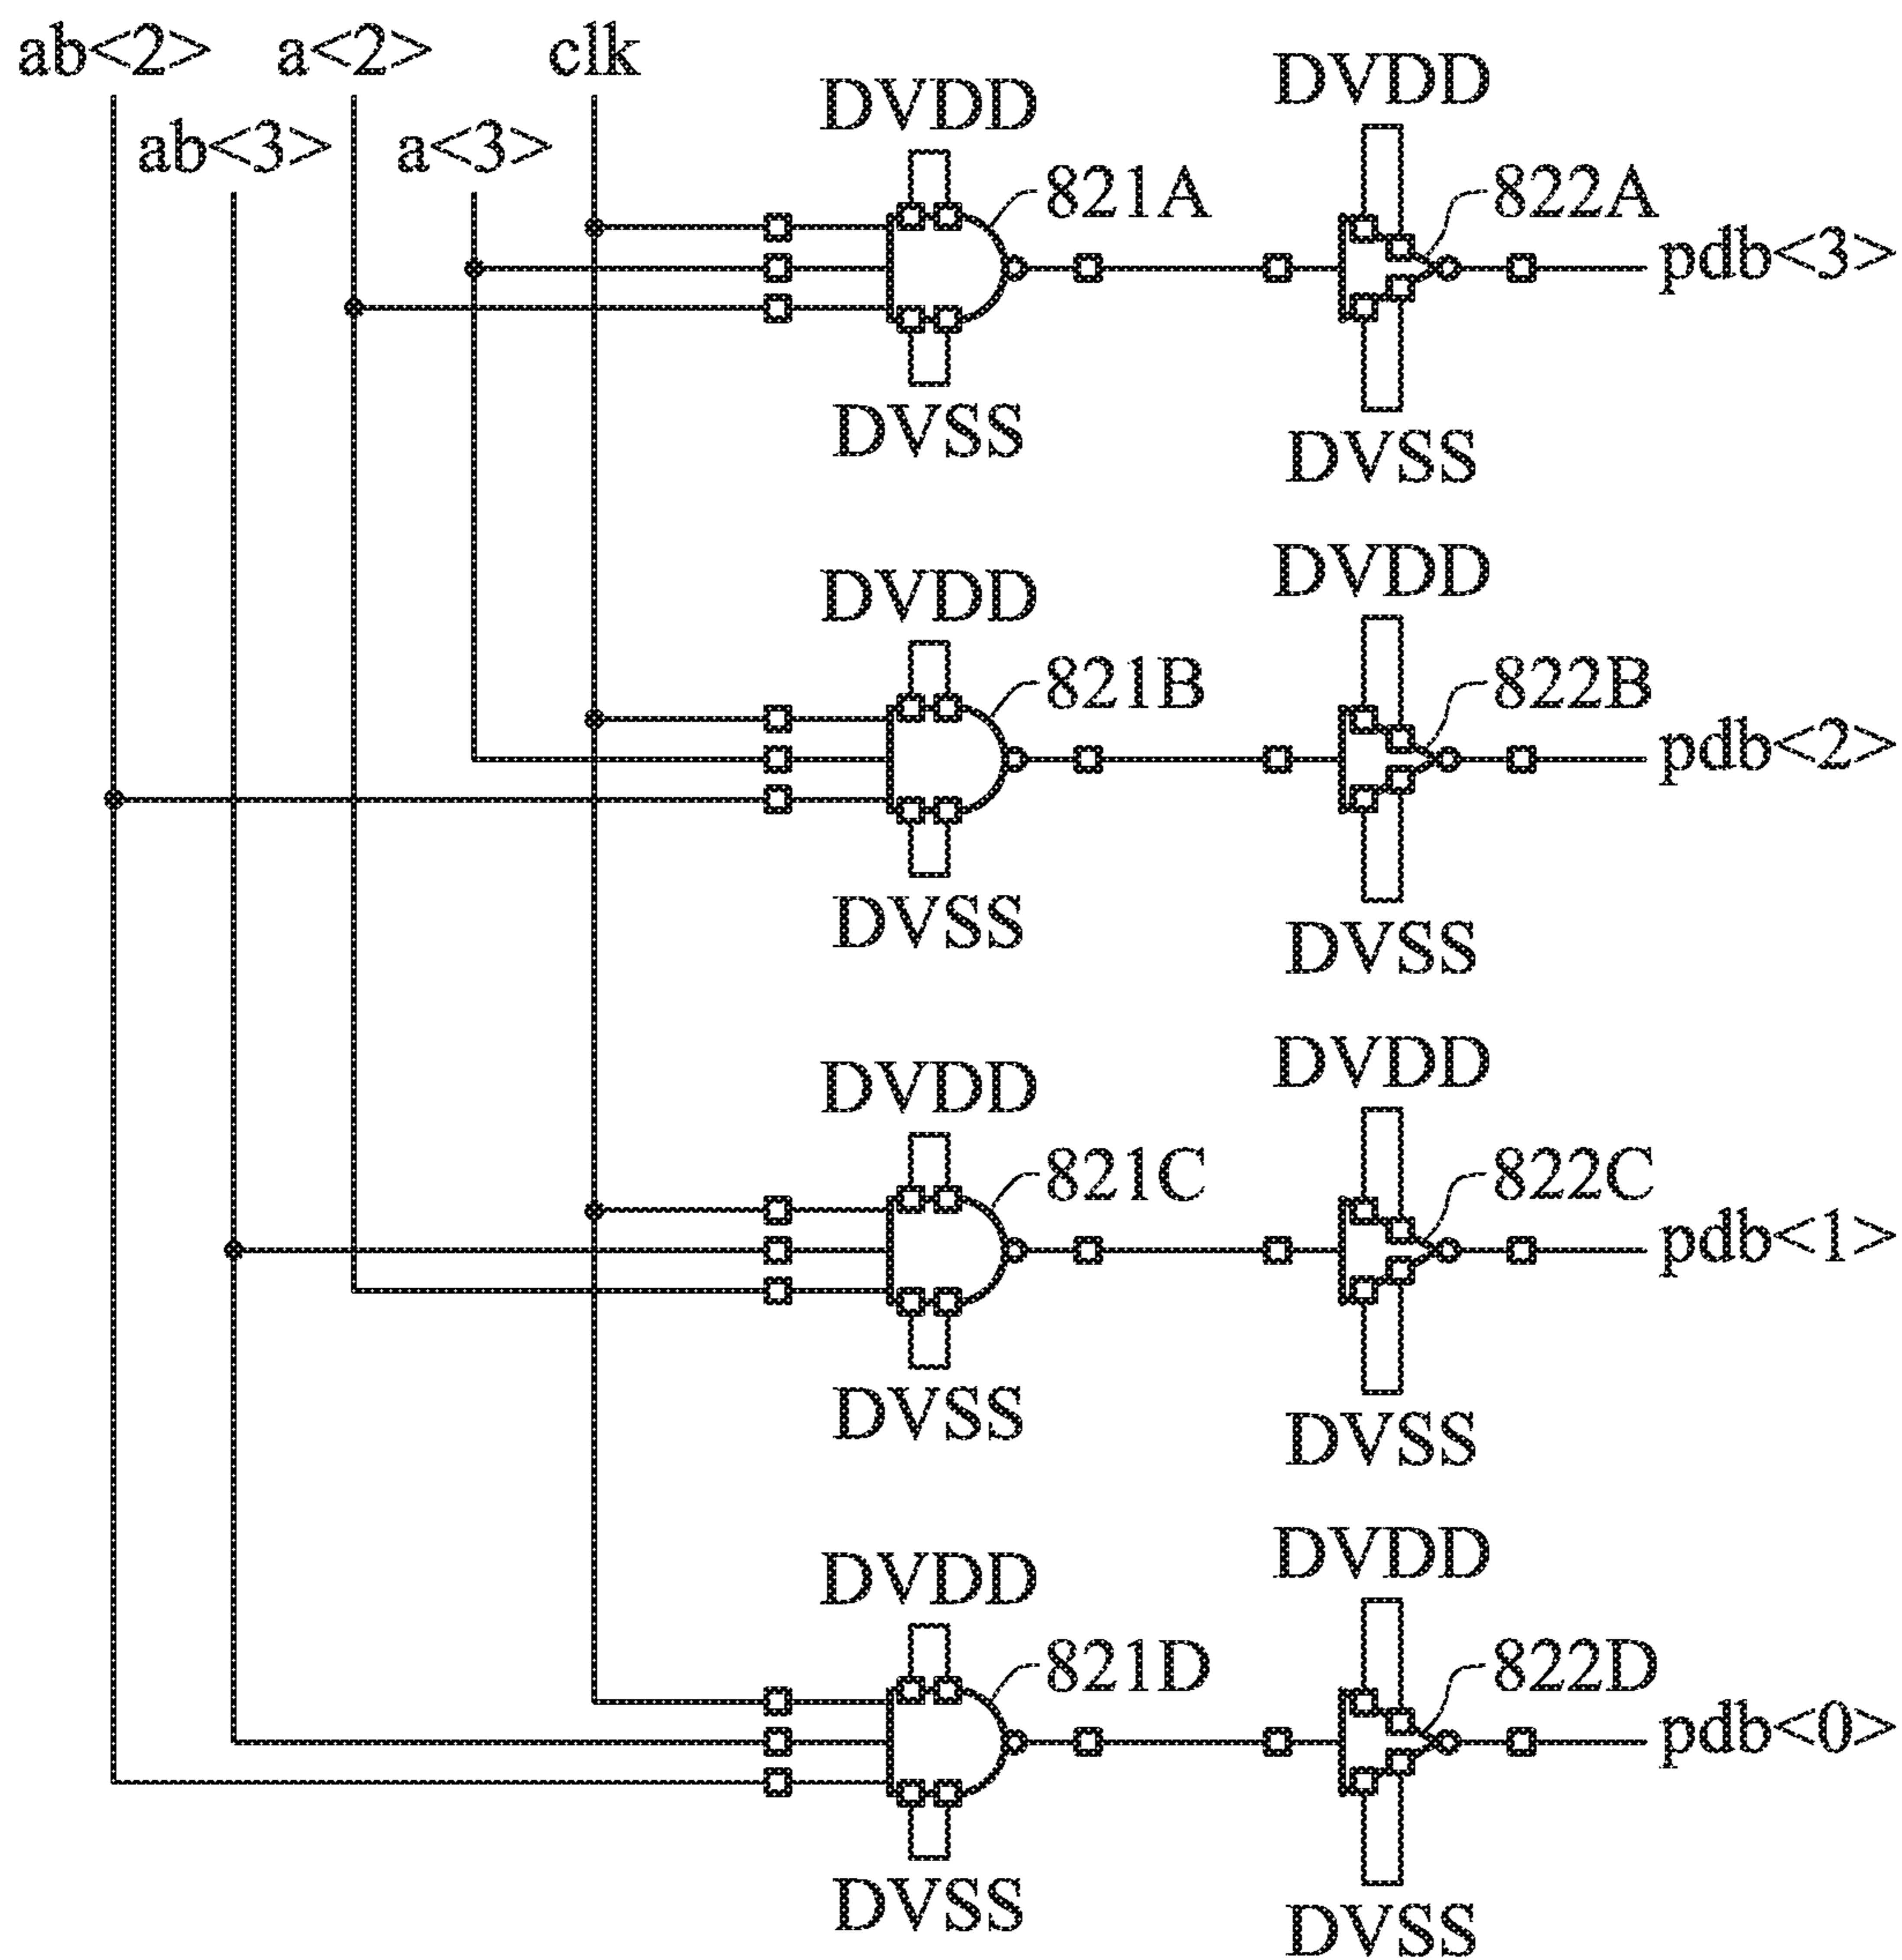 ab<2> a<2> clk
ab<3> a<3>
DVDD DVDD
821A 822A
pdb<3>
DVSS DVSS
DVDD DVDD
821B 822B
pdb<2>
DVSS DVSS
DVDD DVDD
821C 822C
pdb<1>
DVSS DVSS
DVDD DVDD
821D 822D
pdb<0>
DVSS DVSS